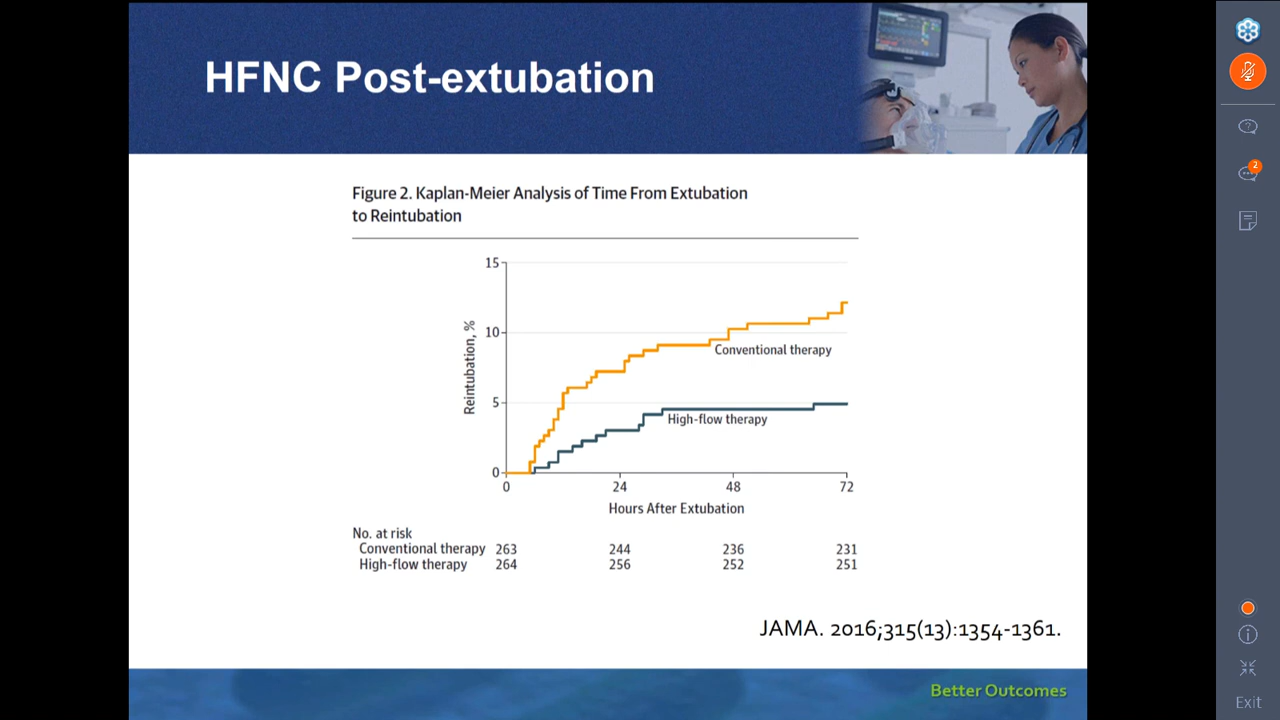 HFNC Post-extubation
Figure 2. Kaplan-Meier Analysis of Time From Extubation
to Reintubation
15
10
5
0
Reintubation, %
Conventional therapy
High-flow therapy
0 24 48 72
Hours After Extubation
No. at risk
Conventional therapy 263 244 236 231
High-flow therapy 264 256 252 251
JAMA. 2016;315(13):1354-1361.
Better Outcomes
2
Exit